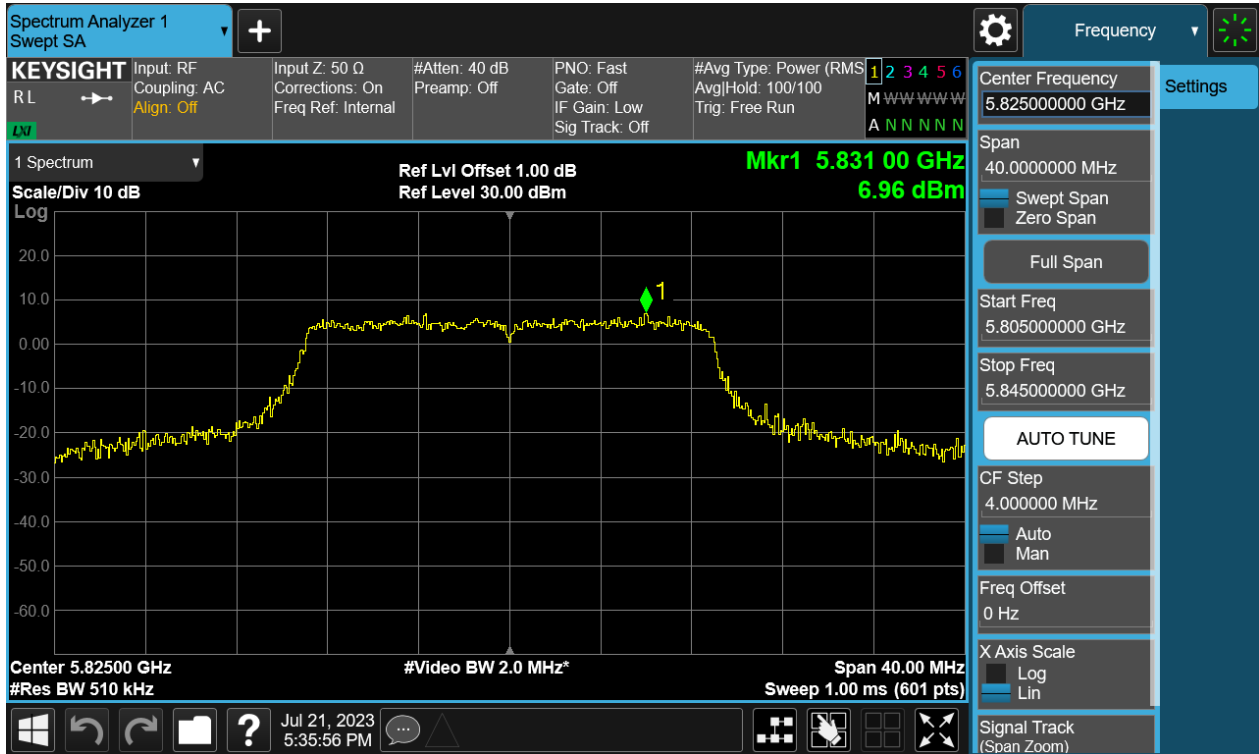 Spectrum Analyzer 1
Swept SA
Frequency
KEYSIGHT
R L
LXI
Input: RF
Coupling: AC
Align: Off
Input Z: 50 Ω
Corrections: On
Freq Ref: Internal
#Atten: 40 dB
Preamp: Off
PNO: Fast
Gate: Off
IF Gain: Low
Sig Track: Off
#Avg Type: Power (RMS
Avg|Hold: 100/100
Trig: Free Run
1 2 3 4 5 6
M W W W W W
A N N N N N
Center Frequency
5.825000000 GHz
Settings
Span
40.0000000 MHz
Swept Span
Zero Span
Full Span
Start Freq
5.805000000 GHz
Stop Freq
5.845000000 GHz
AUTO TUNE
CF Step
4.000000 MHz
Auto
Man
Freq Offset
0 Hz
X Axis Scale
Log
Lin
Signal Track
(Span Zoom)
1 Spectrum
Scale/Div 10 dB
Ref Lvl Offset 1.00 dB
Ref Level 30.00 dBm
Mkr1 5.831 00 GHz
6.96 dBm
Log
20.0
10.0
0.00
-10.0
-20.0
-30.0
-40.0
-50.0
-60.0
1
Center 5.82500 GHz
#Video BW 2.0 MHz*
Span 40.00 MHz
#Res BW 510 kHz
Sweep 1.00 ms (601 pts)
?
Jul 21, 2023
5:35:56 PM